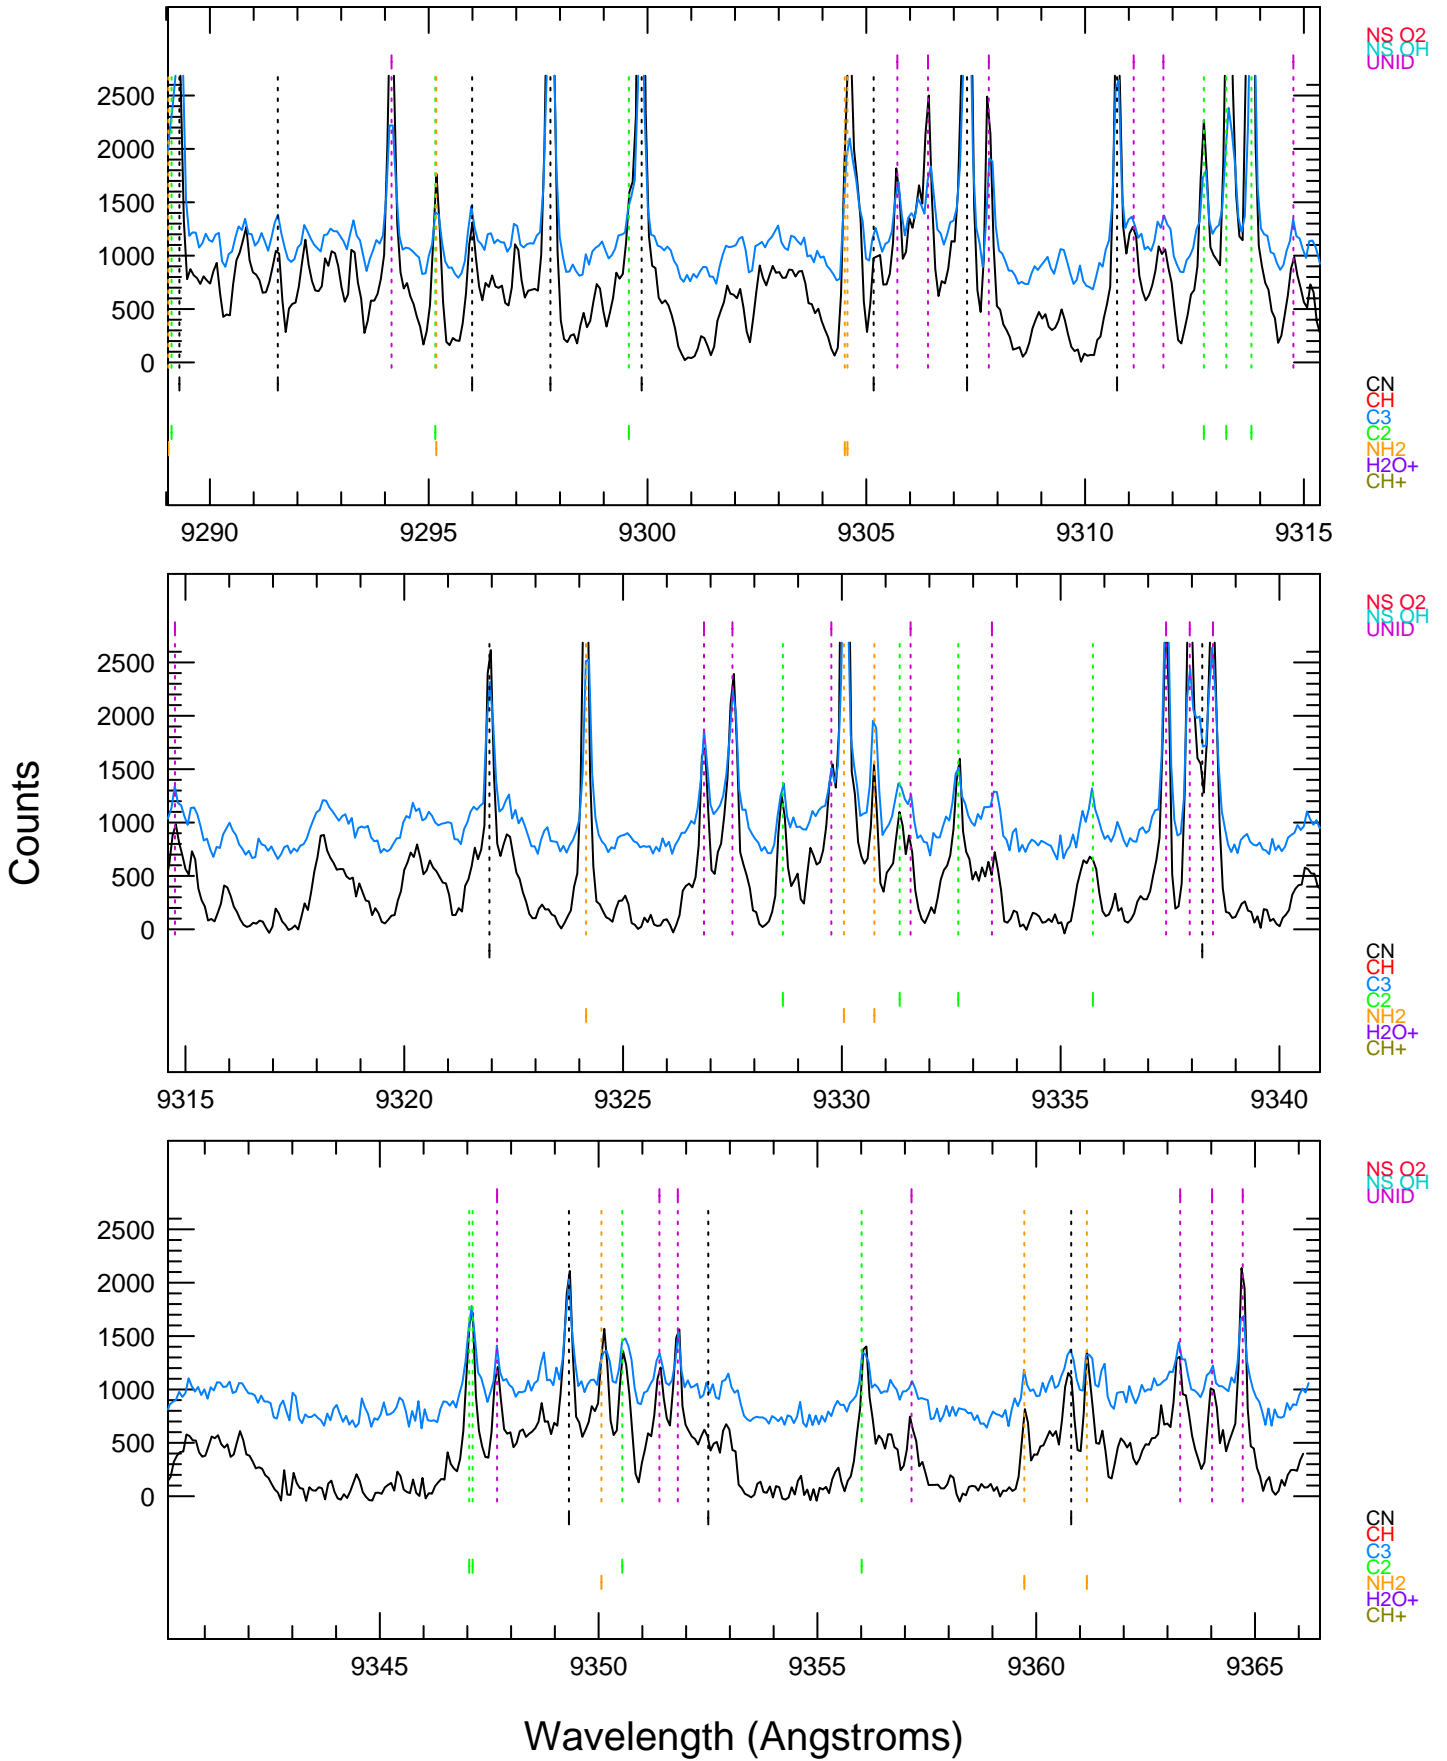 NS O2
NS OH
UNID
2500
2000
1500
1000
500
0
CN
CH
C3
C2
NH2
H2O+
CH+
9290 9295 9300 9305 9310 9315
NS O2
NS OH
UNID
2500
2000
1500
1000
500
0
Counts
CN
CH
C3
C2
NH2
H2O+
CH+
9315 9320 9325 9330 9335 9340
NS O2
NS OH
UNID
2500
2000
1500
1000
500
0
CN
CH
C3
C2
NH2
H2O+
CH+
9345 9350 9355 9360 9365
Wavelength (Angstroms)